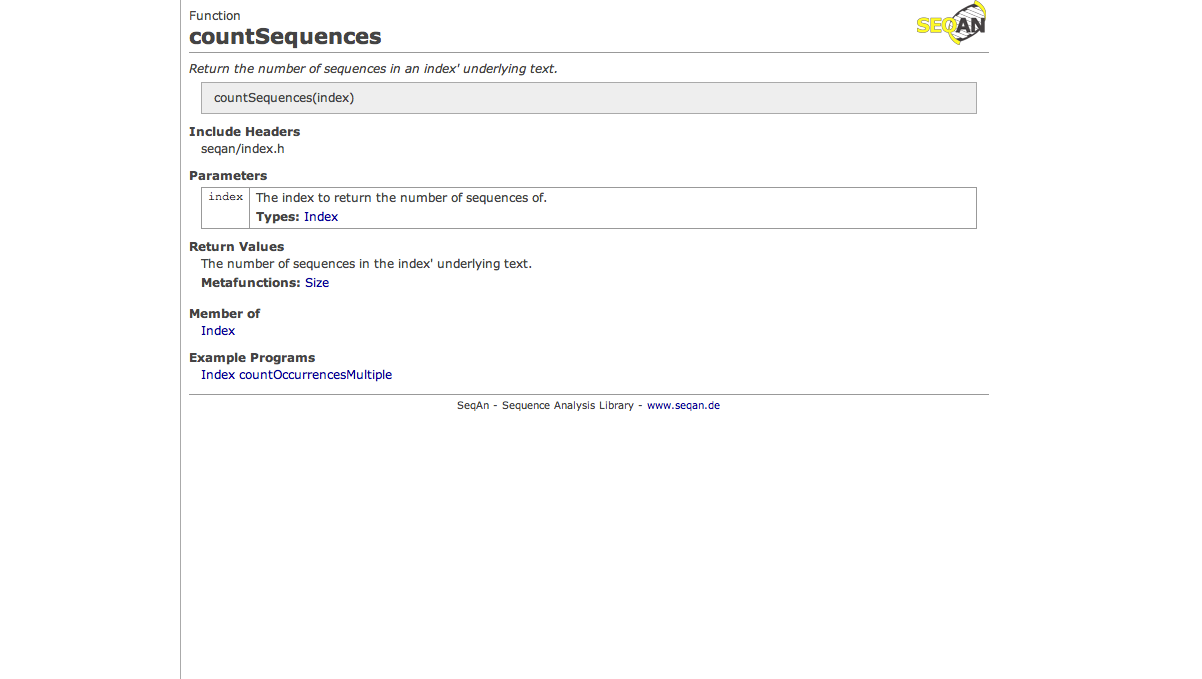 Function
SEQAN
countSequences
Return the number of sequences in an index' underlying text.
countSequences(index)
Include Headers
seqan/index.h
Parameters
index The index to return the number of sequences of.
Types: Index
Return Values
The number of sequences in the index' underlying text.
Metafunctions: Size
Member of
Index
Example Programs
Index countOccurrencesMultiple
SeqAn - Sequence Analysis Library - www.seqan.de